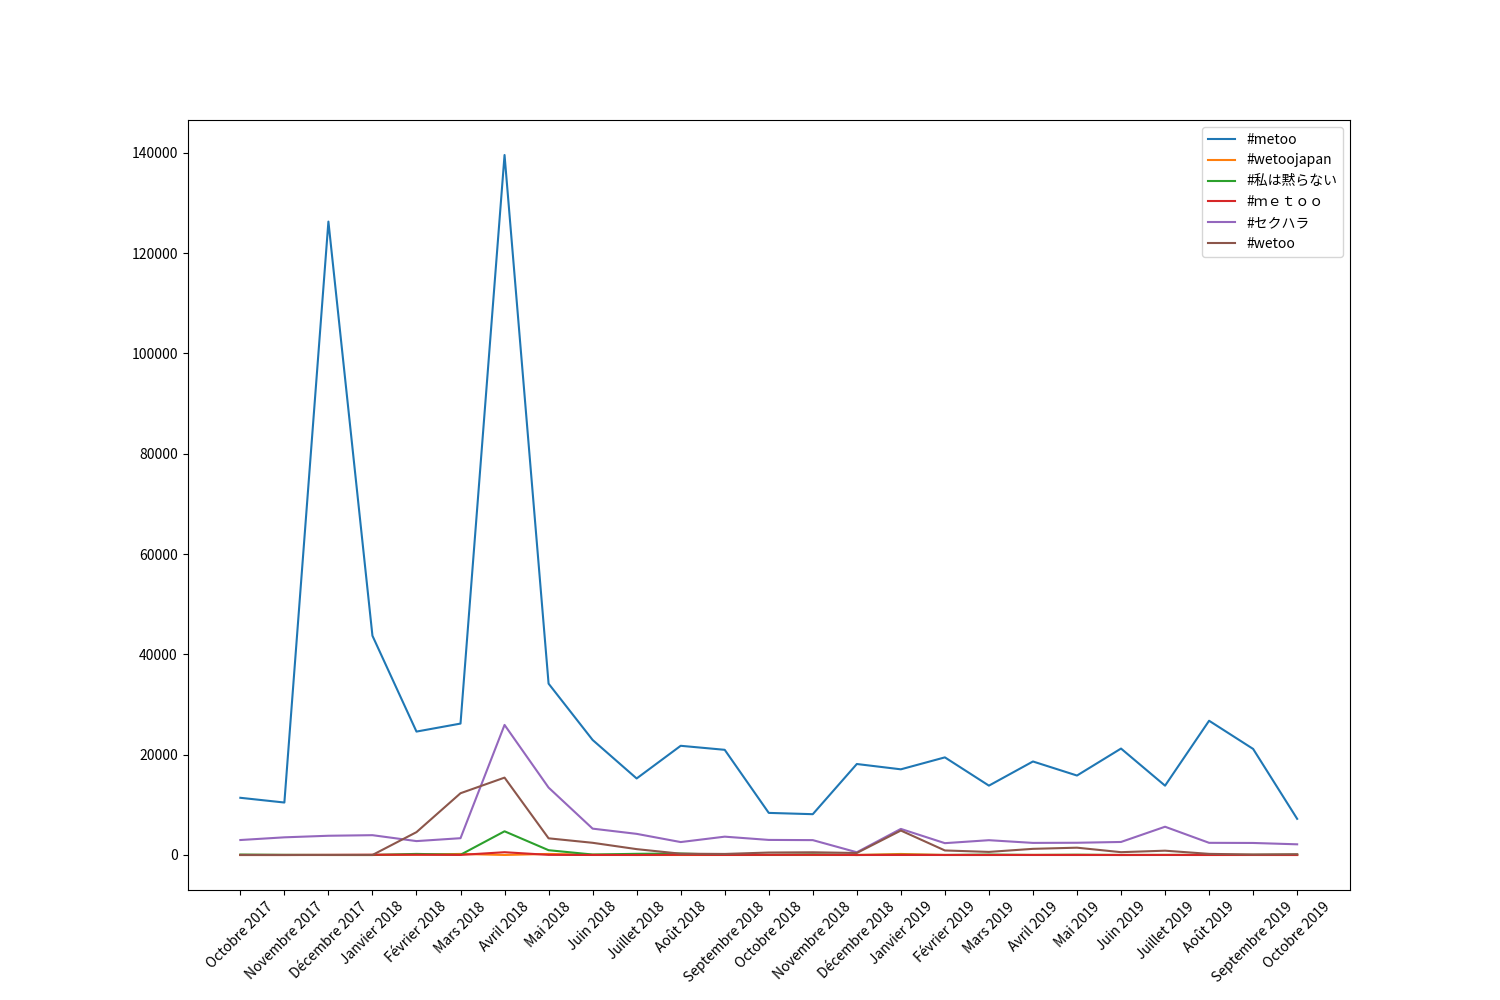 #metoo
#wetoojapan
#私は黙らない
#ｍｅｔｏｏ
#セクハラ
#wetoo
140000
120000
100000
80000
60000
40000
20000
0
Octobre 2017
Novembre 2017
Décembre 2017
Janvier 2018
Février 2018
Mars 2018
Avril 2018
Mai 2018
Juin 2018
Juillet 2018
Août 2018
Septembre 2018
Octobre 2018
Novembre 2018
Décembre 2018
Janvier 2019
Février 2019
Mars 2019
Avril 2019
Mai 2019
Juin 2019
Juillet 2019
Août 2019
Septembre 2019
Octobre 2019